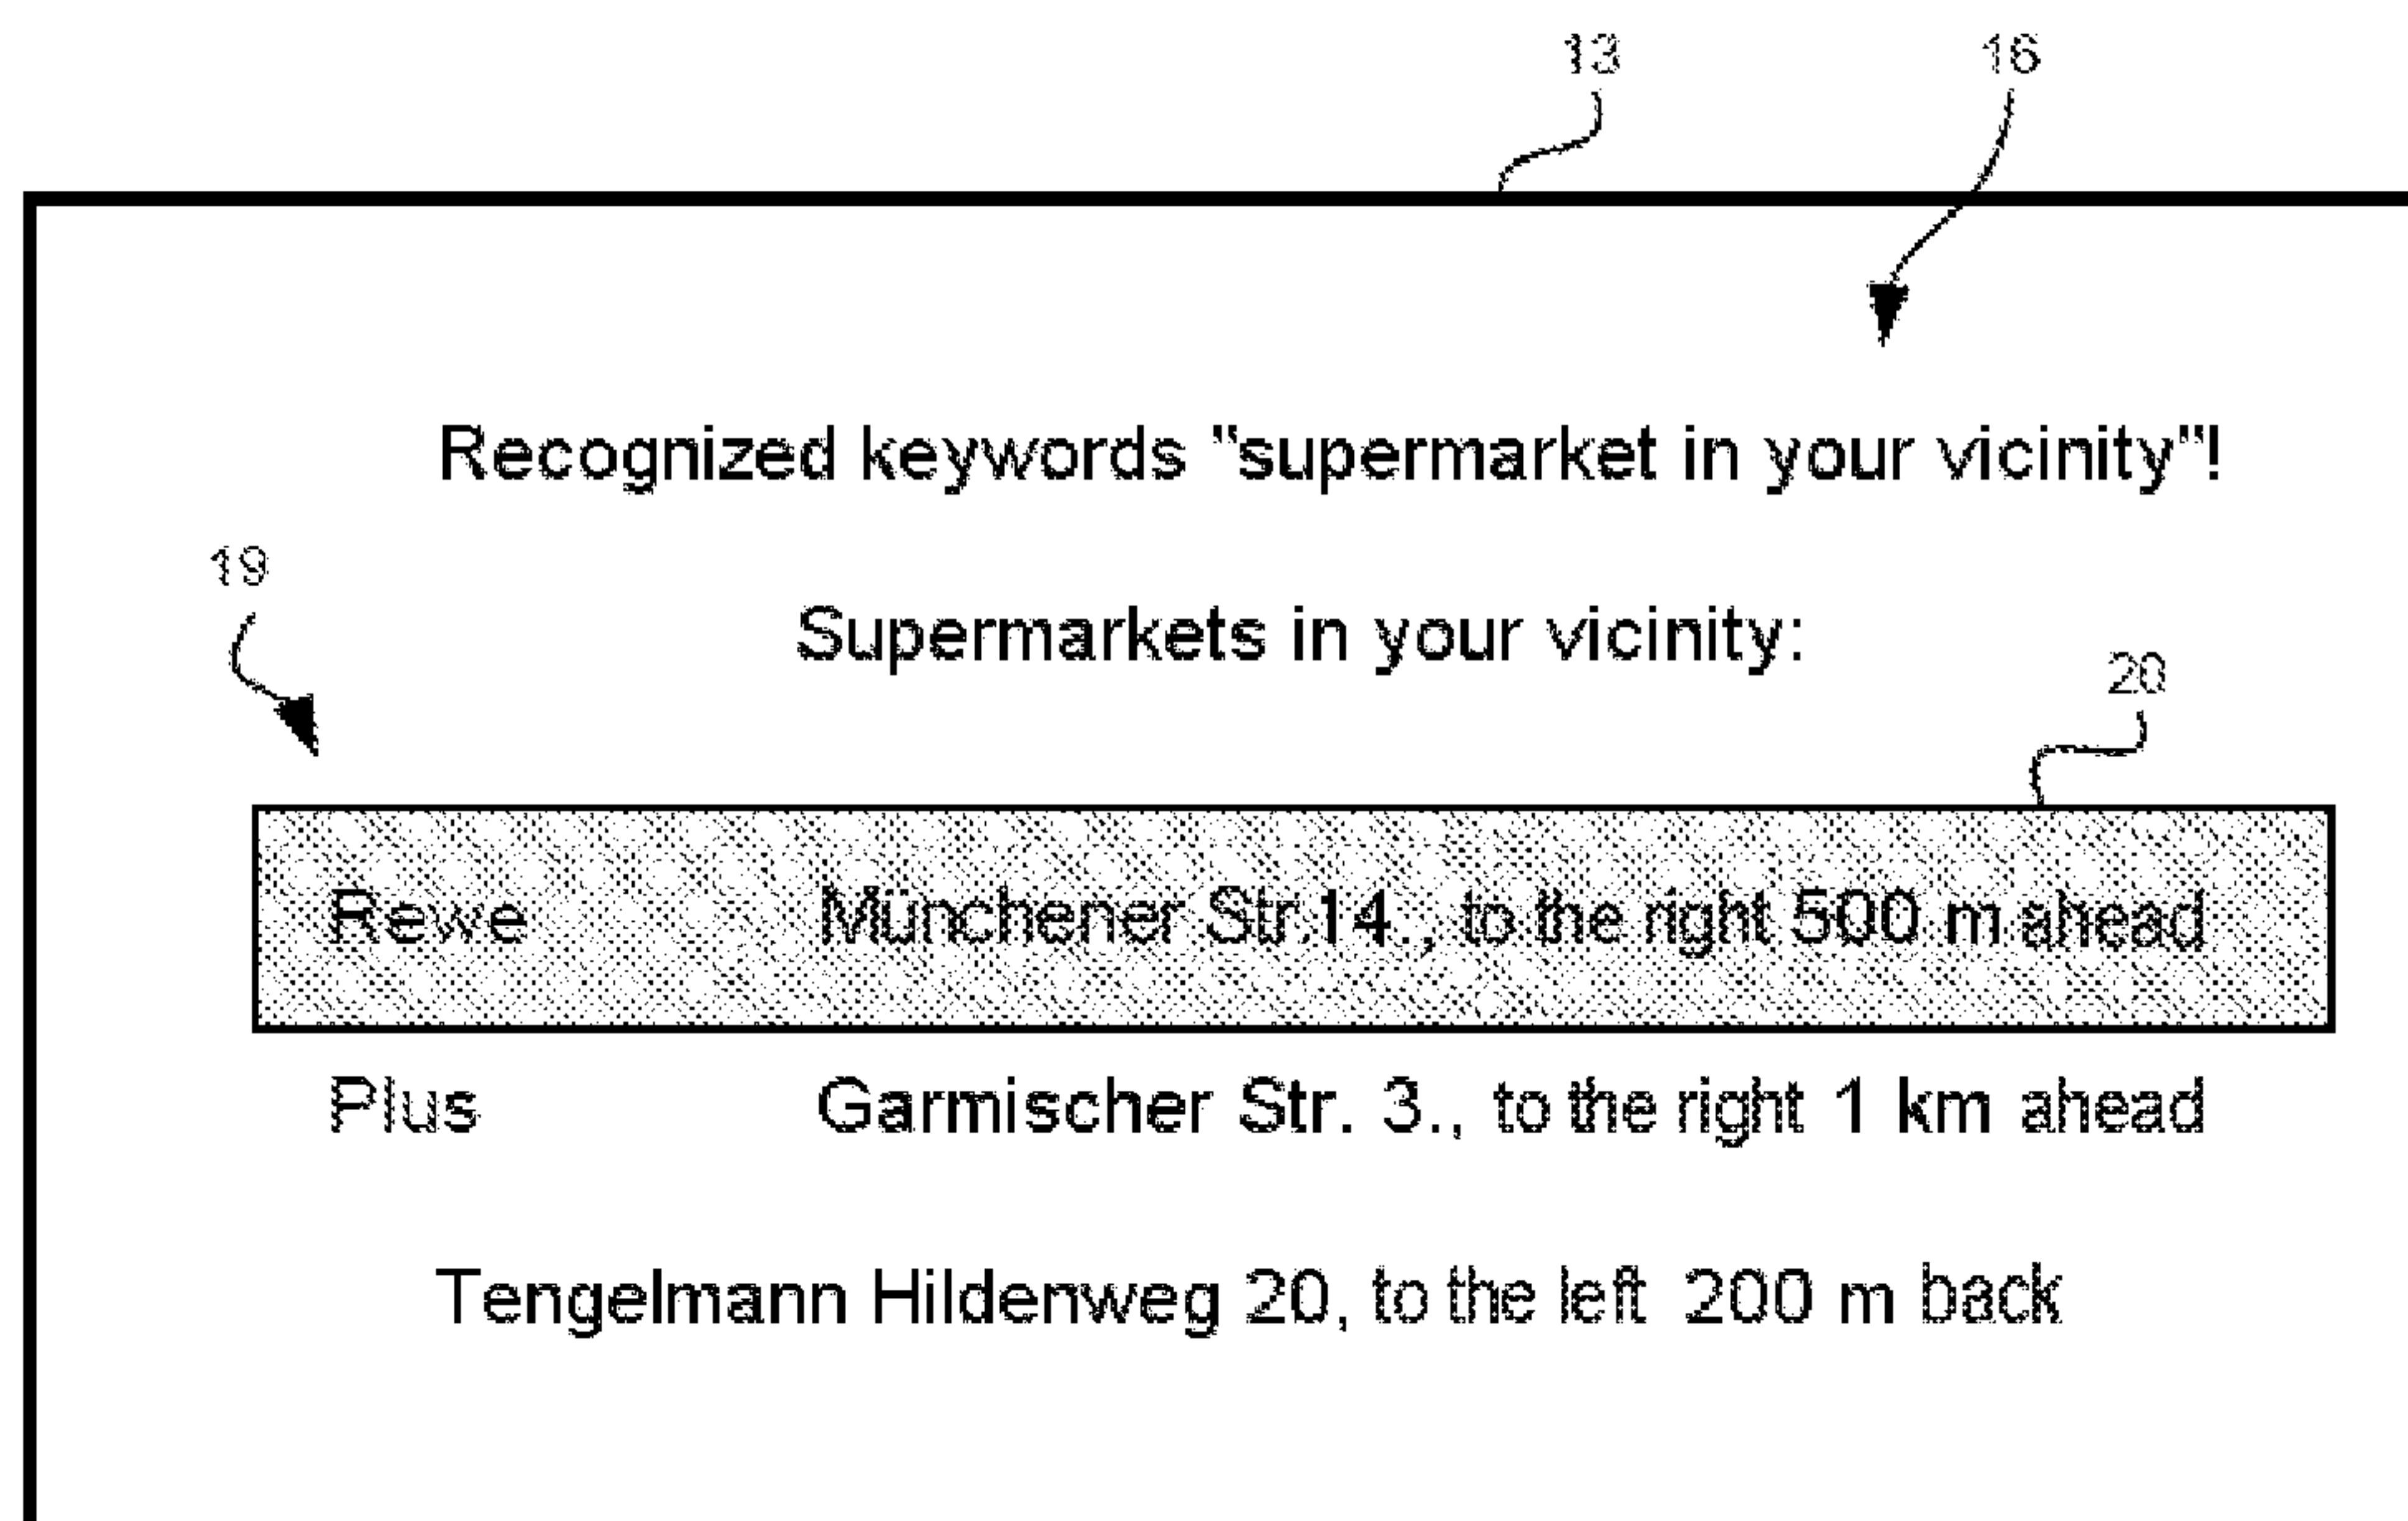 13 16
Recognized keywords "supermarket in your vicinity"!
19
Supermarkets in your vicinity:
20
Rewe Münchener Str.14., to the right 500 m ahead
Plus Garmischer Str. 3., to the right 1 km ahead
Tengelmann Hildenweg 20, to the left 200 m back